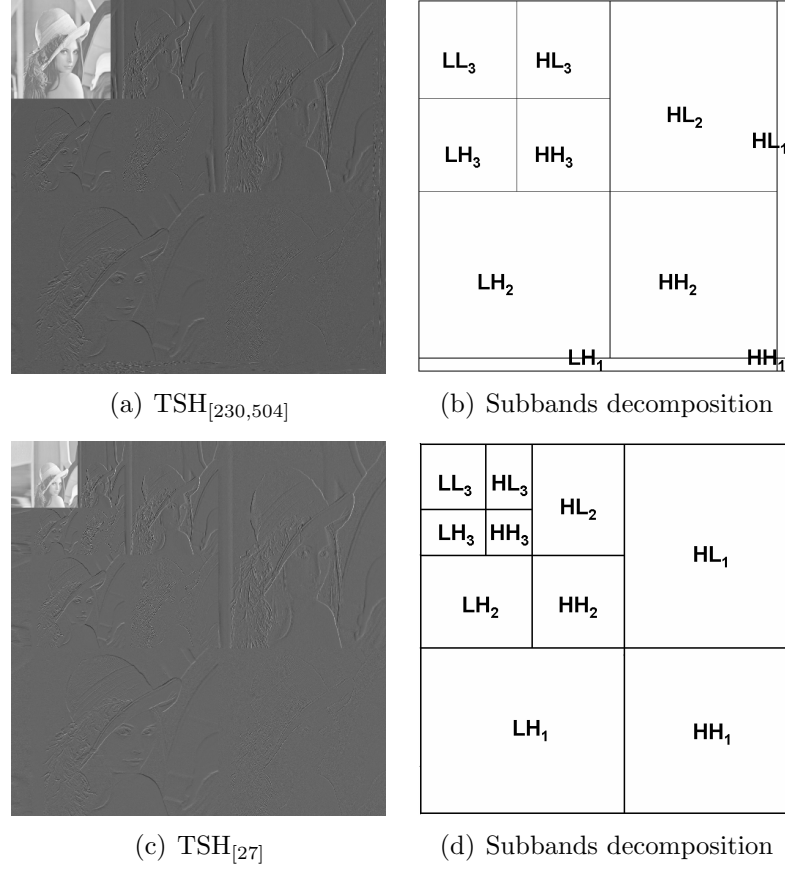 LL₃ HL₃
HL₂
HL₁
LH₃ HH₃
LH₂ HH₂
LH₁ HH₁
(a) TSH[230,504] (b) Subbands decomposition
LL₃ HL₃
HL₂
LH₃ HH₃
HL₁
LH₂ HH₂
LH₁ HH₁
(c) TSH[27] (d) Subbands decomposition